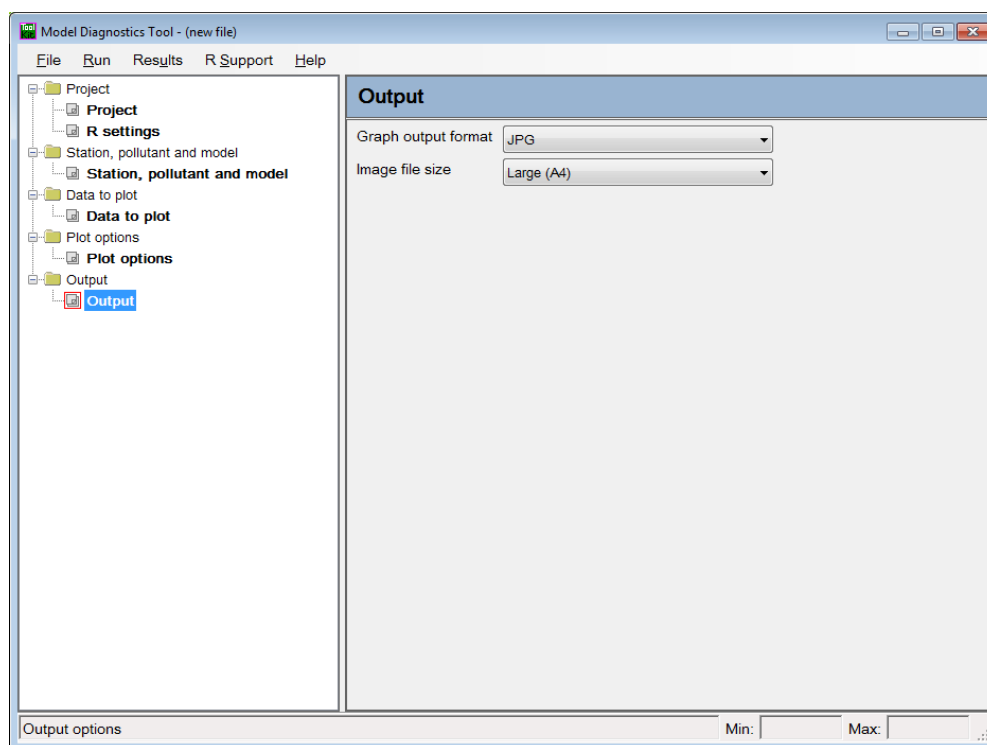 Tool
Kit
Model Diagnostics Tool - (new file)
File Run Results R Support Help
Project
Project
R settings
Station, pollutant and model
Station, pollutant and model
Data to plot
Data to plot
Plot options
Plot options
Output
Output
Output
Graph output format JPG
Image file size Large (A4)
Output options Min: Max: